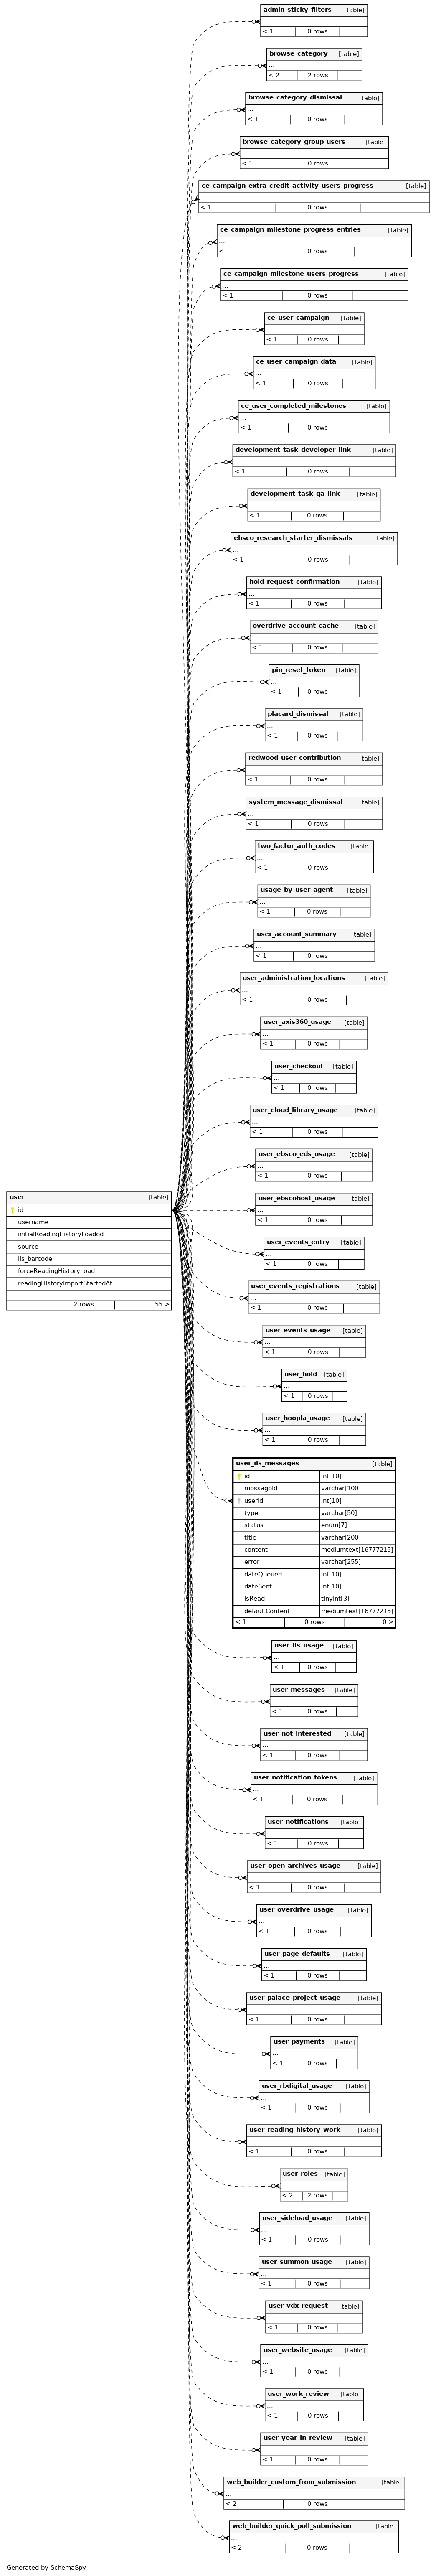 admin_sticky_filters [table]
...
< 1 0 rows
browse_category [table]
...
< 2 2 rows
browse_category_dismissal [table]
...
< 1 0 rows
browse_category_group_users [table]
...
< 1 0 rows
ce_campaign_extra_credit_activity_users_progress [table]
...
< 1 0 rows
ce_campaign_milestone_progress_entries [table]
...
< 1 0 rows
ce_campaign_milestone_users_progress [table]
...
< 1 0 rows
ce_user_campaign [table]
...
< 1 0 rows
ce_user_campaign_data [table]
...
< 1 0 rows
ce_user_completed_milestones [table]
...
< 1 0 rows
development_task_developer_link [table]
...
< 1 0 rows
development_task_qa_link [table]
...
< 1 0 rows
ebsco_research_starter_dismissals [table]
...
< 1 0 rows
hold_request_confirmation [table]
...
< 1 0 rows
overdrive_account_cache [table]
...
< 1 0 rows
pin_reset_token [table]
...
< 1 0 rows
placard_dismissal [table]
...
< 1 0 rows
redwood_user_contribution [table]
...
< 1 0 rows
system_message_dismissal [table]
...
< 1 0 rows
two_factor_auth_codes [table]
...
< 1 0 rows
usage_by_user_agent [table]
...
< 1 0 rows
user_account_summary [table]
...
< 1 0 rows
user_administration_locations [table]
...
< 1 0 rows
user_axis360_usage [table]
...
< 1 0 rows
user_checkout [table]
...
< 1 0 rows
user_cloud_library_usage [table]
...
< 1 0 rows
user_ebsco_eds_usage [table]
...
< 1 0 rows
user [table]
id
username
initialReadingHistoryLoaded
source
ils_barcode
forceReadingHistoryLoad
readingHistoryImportStartedAt
...
2 rows 55 >
user_ebscohost_usage [table]
...
< 1 0 rows
user_events_entry [table]
...
< 1 0 rows
user_events_registrations [table]
...
< 1 0 rows
user_events_usage [table]
...
< 1 0 rows
user_hold [table]
...
< 1 0 rows
user_hoopla_usage [table]
...
< 1 0 rows
user_ils_messages [table]
id int[10]
messageId varchar[100]
userId int[10]
type varchar[50]
status enum[7]
title varchar[200]
content mediumtext[16777215]
error varchar[255]
dateQueued int[10]
dateSent int[10]
isRead tinyint[3]
defaultContent mediumtext[16777215]
< 1 0 rows 0 >
user_ils_usage [table]
...
< 1 0 rows
user_messages [table]
...
< 1 0 rows
user_not_interested [table]
...
< 1 0 rows
user_notification_tokens [table]
...
< 1 0 rows
user_notifications [table]
...
< 1 0 rows
user_open_archives_usage [table]
...
< 1 0 rows
user_overdrive_usage [table]
...
< 1 0 rows
user_page_defaults [table]
...
< 1 0 rows
user_palace_project_usage [table]
...
< 1 0 rows
user_payments [table]
...
< 1 0 rows
user_rbdigital_usage [table]
...
< 1 0 rows
user_reading_history_work [table]
...
< 1 0 rows
user_roles [table]
...
< 2 2 rows
user_sideload_usage [table]
...
< 1 0 rows
user_summon_usage [table]
...
< 1 0 rows
user_vdx_request [table]
...
< 1 0 rows
user_website_usage [table]
...
< 1 0 rows
user_work_review [table]
...
< 1 0 rows
user_year_in_review [table]
...
< 1 0 rows
web_builder_custom_from_submission [table]
...
< 2 0 rows
web_builder_quick_poll_submission [table]
...
< 2 0 rows
Generated by SchemaSpy